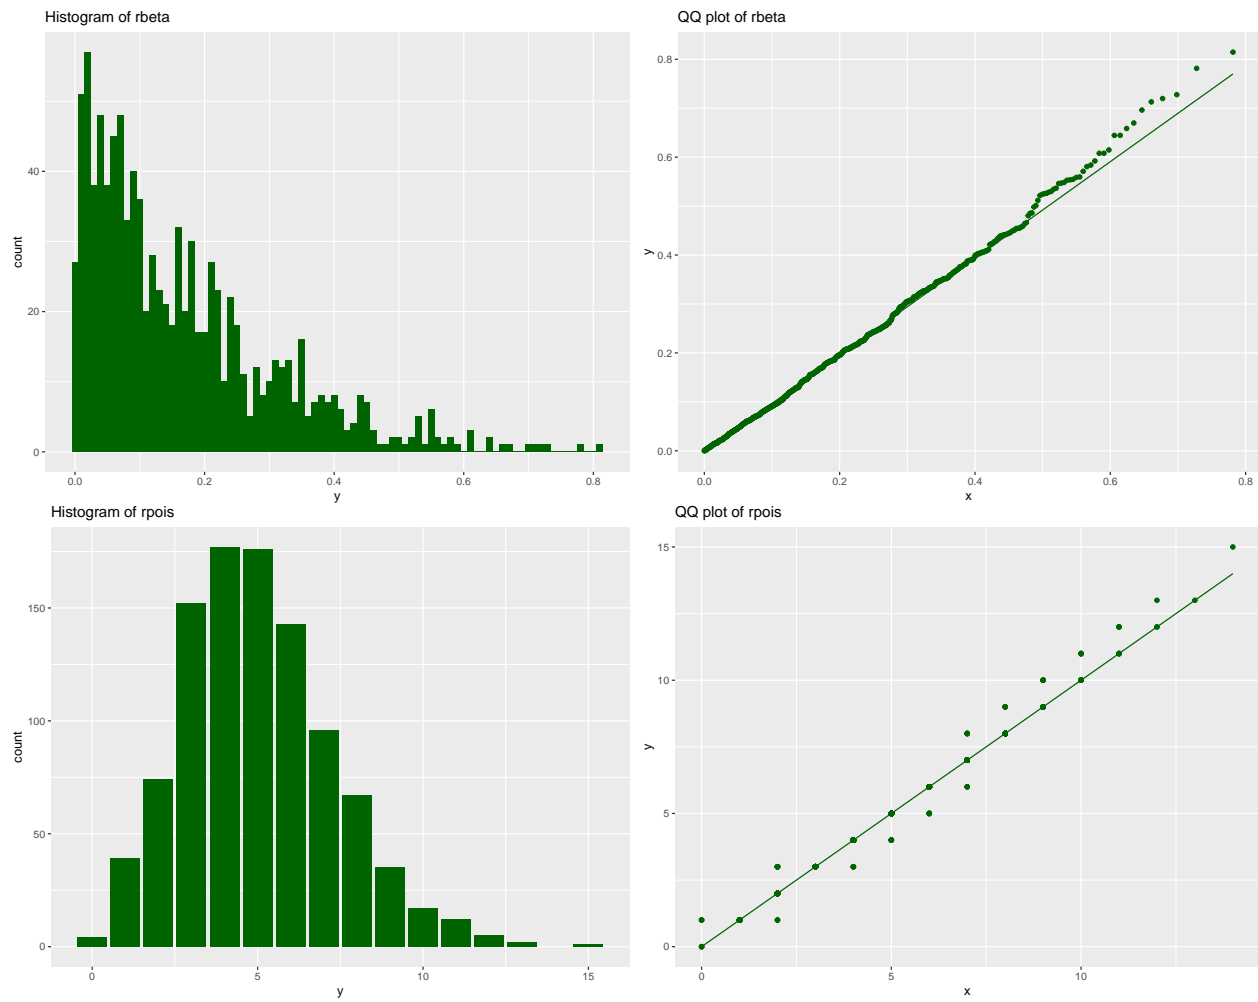 Histogram of rbeta
QQ plot of rbeta
count
40
20
0
0.0 0.2 0.4 0.6 0.8
y
y
0.8
0.6
0.4
0.2
0.0
0.0 0.2 0.4 0.6 0.8
x
Histogram of rpois
QQ plot of rpois
count
150
100
50
0
0 5 10 15
y
y
15
10
5
0
0 5 10
x